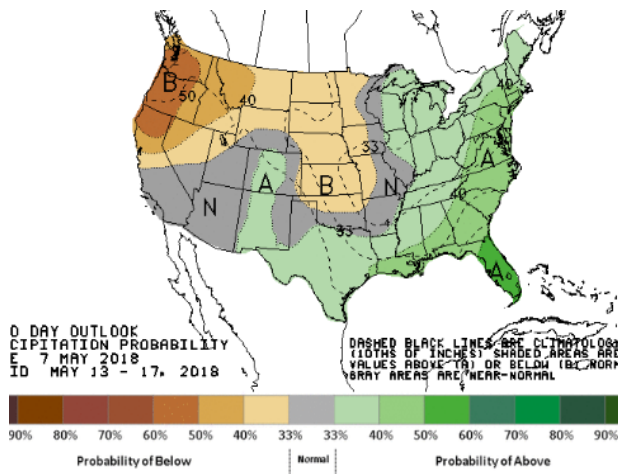 B
50
40
33
B
N
A
N
33
40
A
40
A
O DAY OUTLOOK
CIPITATION PROBABILITY
E 7 MAY 2018
ID MAY 13 - 17, 2018
DASHED BLACK LINES ARE CLIMATOLOG
(10THS OF INCHES) SHADED AREAS ARE
VALUES ABOVE (A) OR BELOW (B) NORM
GRAY AREAS ARE NEAR-NORMAL
90% 80% 70% 60% 50% 40% 33% 33% 40% 50% 60% 70% 80% 90%
Probability of Below Normal Probability of Above